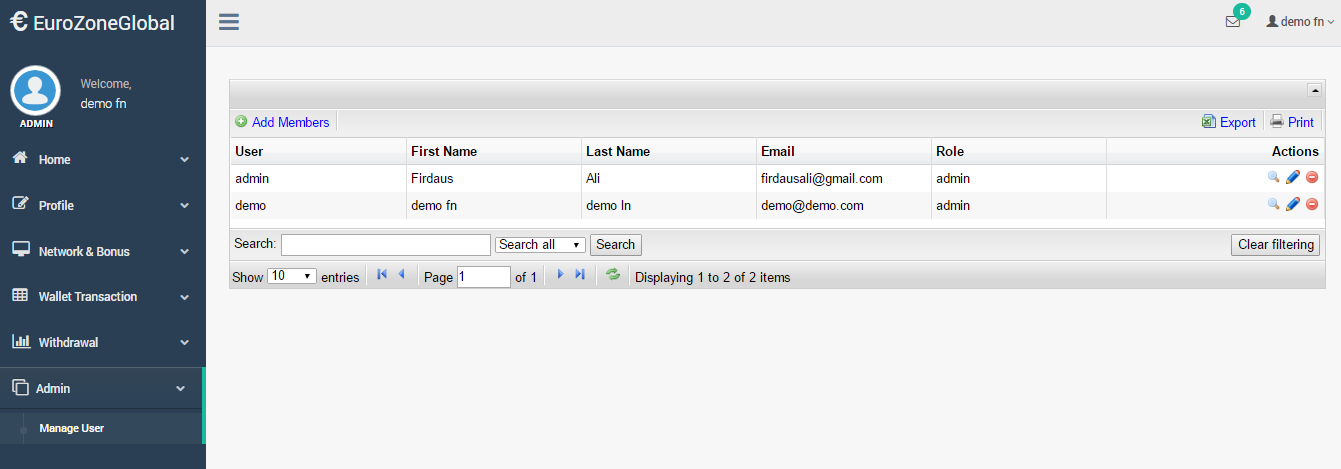 € EuroZoneGlobal
6
demo fn
Welcome,
demo fn
ADMIN
Home
Profile
Network & Bonus
Wallet Transaction
Withdrawal
Admin
Manage User
Add Members Export Print
User First Name Last Name Email Role Actions
admin Firdaus Ali firdausali@gmail.com admin
demo demo fn demo ln demo@demo.com admin
Search: Search all Search Clear filtering
Show 10 entries Page 1 of 1 Displaying 1 to 2 of 2 items